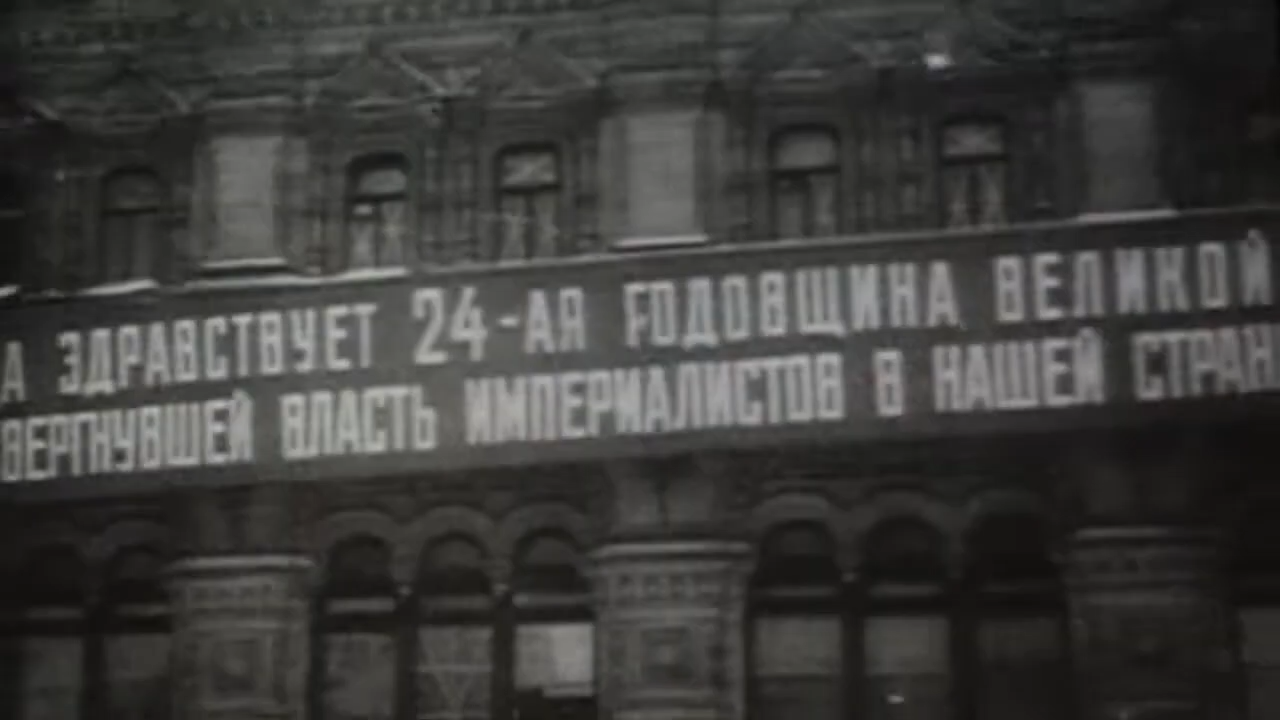 А ЗДРАВСТВУЕТ 24-АЯ ГОДОВЩИНА ВЕЛИКОЙ
ВЕРГНУВШЕЙ ВЛАСТЬ ИМПЕРИАЛИСТОВ В НАШЕЙ СТРАН